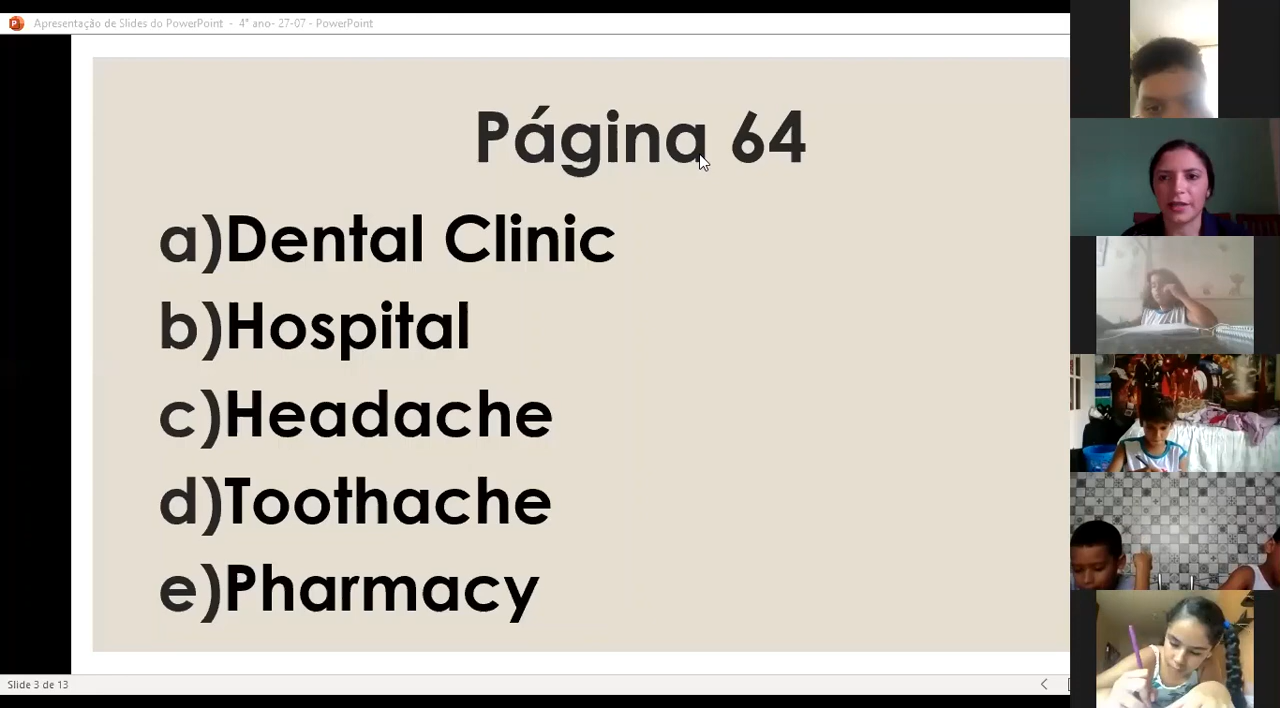 Apresentação de Slides do PowerPoint - 4° ano- 27-07 - PowerPoint
Página 64
a)Dental Clinic
b)Hospital
c)Headache
d)Toothache
e)Pharmacy
Slide 3 de 13